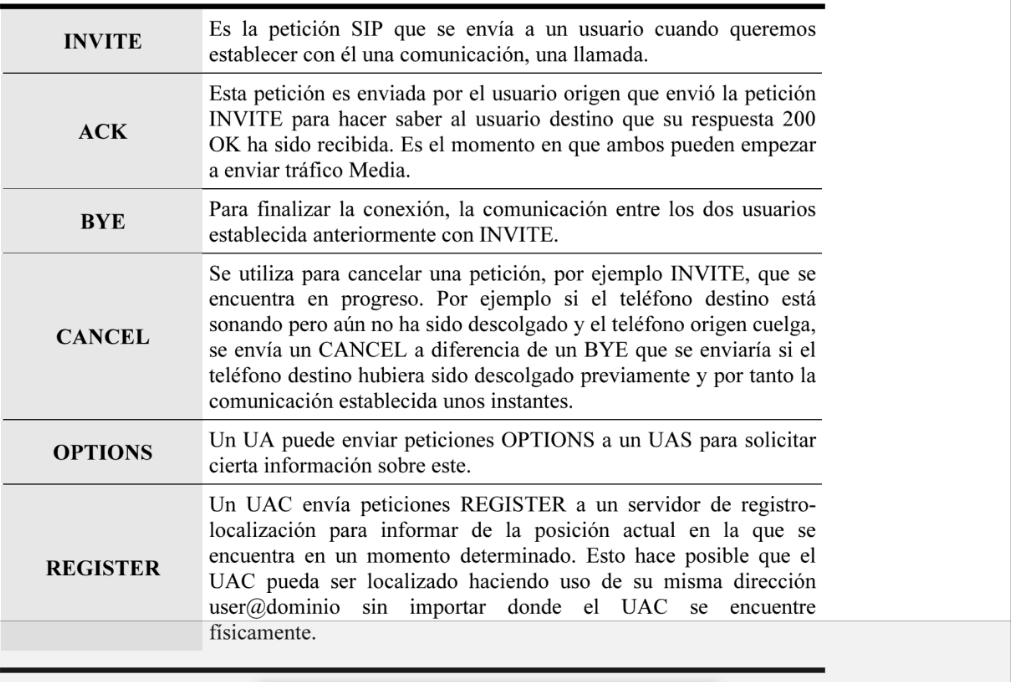 INVITE
Es la petición SIP que se envía a un usuario cuando queremos
establecer con él una comunicación, una llamada.
ACK
Esta petición es enviada por el usuario origen que envió la petición
INVITE para hacer saber al usuario destino que su respuesta 200
OK ha sido recibida. Es el momento en que ambos pueden empezar
a enviar tráfico Media.
BYE
Para finalizar la conexión, la comunicación entre los dos usuarios
establecida anteriormente con INVITE.
CANCEL
Se utiliza para cancelar una petición, por ejemplo INVITE, que se
encuentra en progreso. Por ejemplo si el teléfono destino está
sonando pero aún no ha sido descolgado y el teléfono origen cuelga,
se envía un CANCEL a diferencia de un BYE que se enviaría si el
teléfono destino hubiera sido descolgado previamente y por tanto la
comunicación establecida unos instantes.
OPTIONS
Un UA puede enviar peticiones OPTIONS a un UAS para solicitar
cierta información sobre este.
REGISTER
Un UAC envía peticiones REGISTER a un servidor de registro-
localización para informar de la posición actual en la que se
encuentra en un momento determinado. Esto hace posible que el
UAC pueda ser localizado haciendo uso de su misma dirección
user@dominio sin importar donde el UAC se encuentre
físicamente.